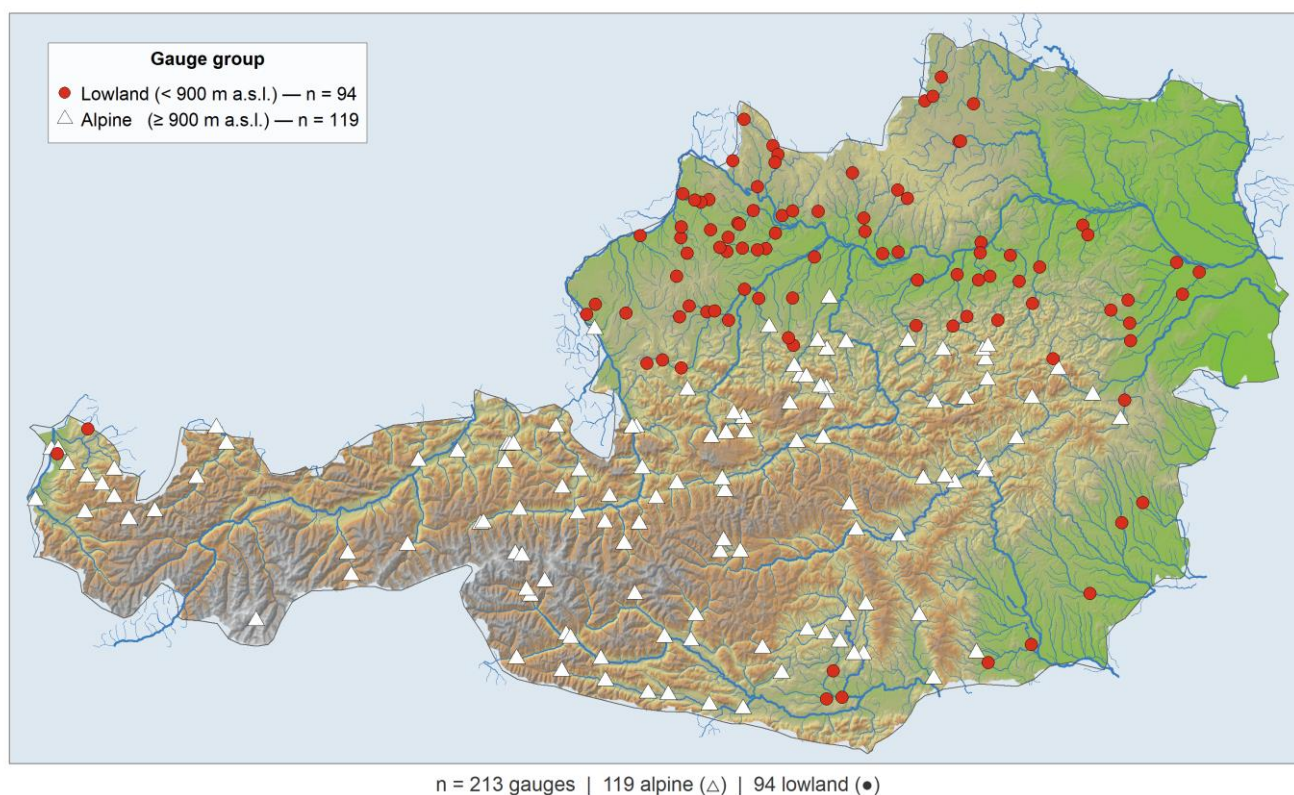 Gauge group
Lowland (< 900 m a.s.l.) — n = 94
Alpine (≥ 900 m a.s.l.) — n = 119
n = 213 gauges | 119 alpine (△) | 94 lowland (●)